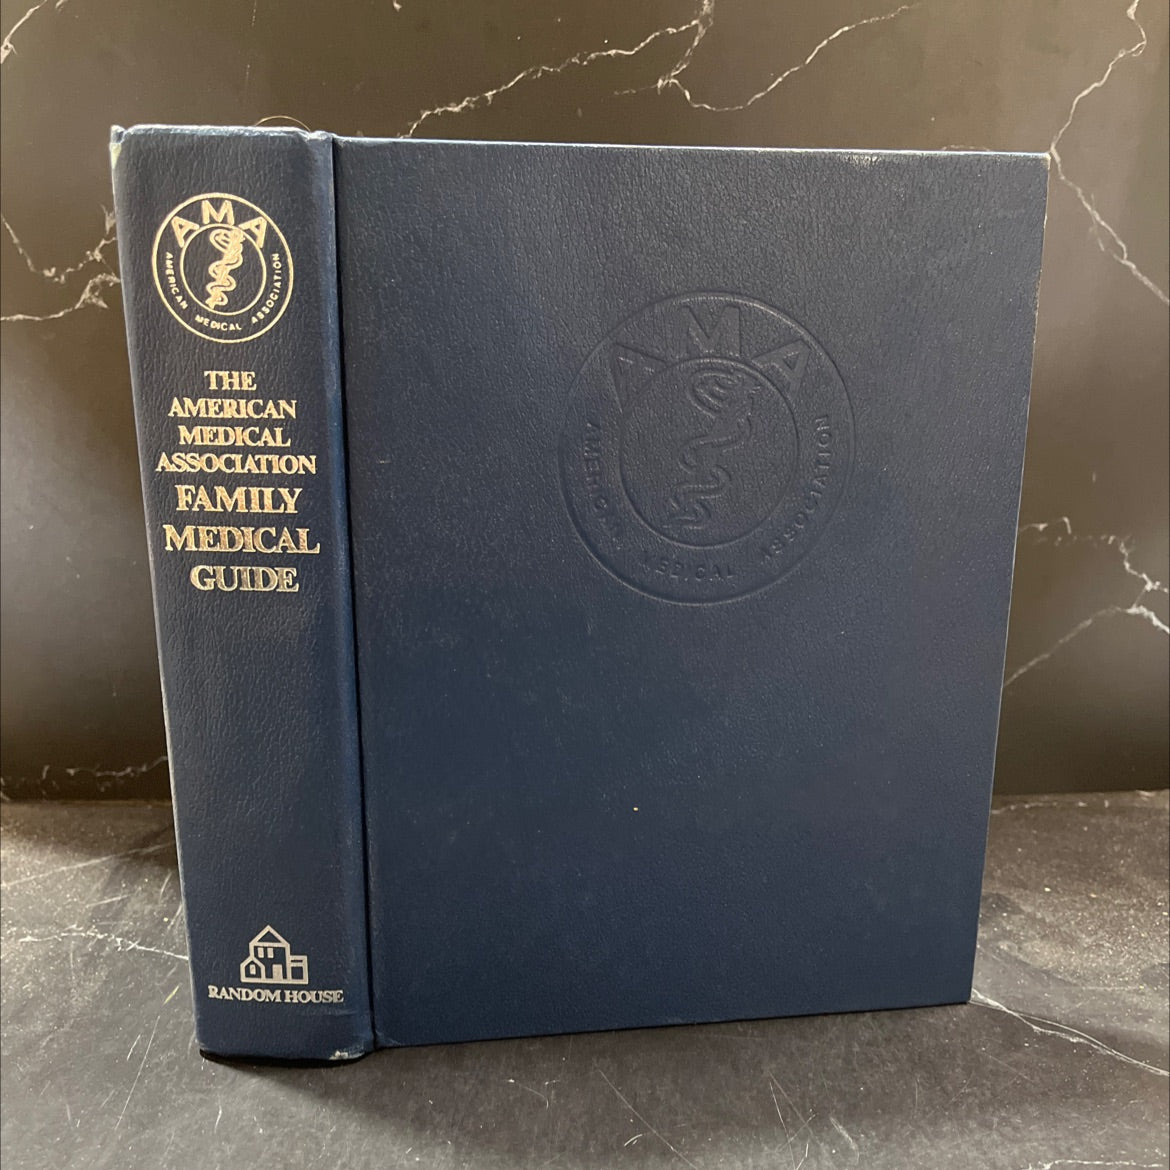 AMA
AMERICAN MEDICAL ASSOCIATION
THE
AMERICAN
MEDICAL
ASSOCIATION
FAMILY
MEDICAL
GUIDE
RANDOM HOUSE
AMA
AMERICAN MEDICAL ASSOCIATION